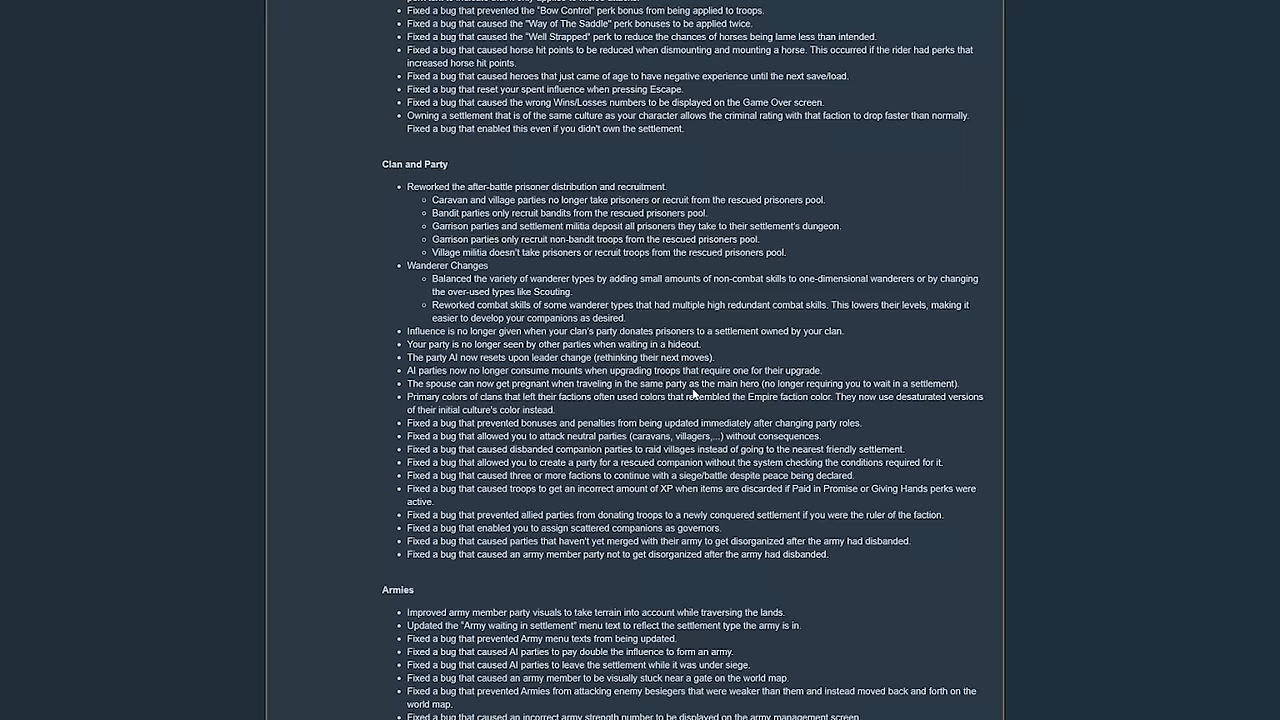 Fixed a bug that prevented the "Bow Control" perk bonus from being applied to troops.
Fixed a bug that caused the "Way of The Saddle" perk bonuses to be applied twice.
Fixed a bug that caused the "Well Strapped" perk to reduce the chances of horses being lame less than intended.
Fixed a bug that caused horse hit points to be reduced when dismounting and mounting a horse. This occurred if the rider had perks that
increased horse hit points.
Fixed a bug that caused heroes that just came of age to have negative experience until the next save/load.
Fixed a bug that reset your spent influence when pressing Escape.
Fixed a bug that caused the wrong Wins/Losses numbers to be displayed on the Game Over screen.
Owning a settlement that is of the same culture as your character allows the criminal rating with that faction to drop faster than normally.
Fixed a bug that enabled this even if you didn't own the settlement.
Clan and Party
Reworked the after-battle prisoner distribution and recruitment.
Caravan and village parties no longer take prisoners or recruit from the rescued prisoners pool.
Bandit parties only recruit bandits from the rescued prisoners pool.
Garrison parties and settlement militia deposit all prisoners they take to their settlement's dungeon.
Garrison parties only recruit non-bandit troops from the rescued prisoners pool.
Village militia doesn't take prisoners or recruit troops from the rescued prisoners pool.
Wanderer Changes
Balanced the variety of wanderer types by adding small amounts of non-combat skills to one-dimensional wanderers or by changing
the over-used types like Scouting.
Reworked combat skills of some wanderer types that had multiple high redundant combat skills. This lowers their levels, making it
easier to develop your companions as desired.
Influence is no longer given when your clan's party donates prisoners to a settlement owned by your clan.
Your party is no longer seen by other parties when waiting in a hideout.
The party AI now resets upon leader change (rethinking their next moves).
AI parties now no longer consume mounts when upgrading troops that require one for their upgrade.
The spouse can now get pregnant when traveling in the same party as the main hero (no longer requiring you to wait in a settlement).
Primary colors of clans that left their factions often used colors that resembled the Empire faction color. They now use desaturated versions
of their initial culture's color instead.
Fixed a bug that prevented bonuses and penalties from being updated immediately after changing party roles.
Fixed a bug that allowed you to attack neutral parties (caravans, villagers,...) without consequences.
Fixed a bug that caused disbanded companion parties to raid villages instead of going to the nearest friendly settlement.
Fixed a bug that allowed you to create a party for a rescued companion without the system checking the conditions required for it.
Fixed a bug that caused three or more factions to continue with a siege/battle despite peace being declared.
Fixed a bug that caused troops to get an incorrect amount of XP when items are discarded if Paid in Promise or Giving Hands perks were
active.
Fixed a bug that prevented allied parties from donating troops to a newly conquered settlement if you were the ruler of the faction.
Fixed a bug that enabled you to assign scattered companions as governors.
Fixed a bug that caused parties that haven't yet merged with their army to get disorganized after the army had disbanded.
Fixed a bug that caused an army member party not to get disorganized after the army had disbanded.
Armies
Improved army member party visuals to take terrain into account while traversing the lands.
Updated the "Army waiting in settlement" menu text to reflect the settlement type the army is in.
Fixed a bug that prevented Army menu texts from being updated.
Fixed a bug that caused AI parties to pay double the influence to form an army.
Fixed a bug that caused AI parties to leave the settlement while it was under siege.
Fixed a bug that caused an army member to be visually stuck near a gate on the world map.
Fixed a bug that prevented Armies from attacking enemy besiegers that were weaker than them and instead moved back and forth on the
world map.
Fixed a bug that caused an incorrect army strength number to be displayed on the army management screen.